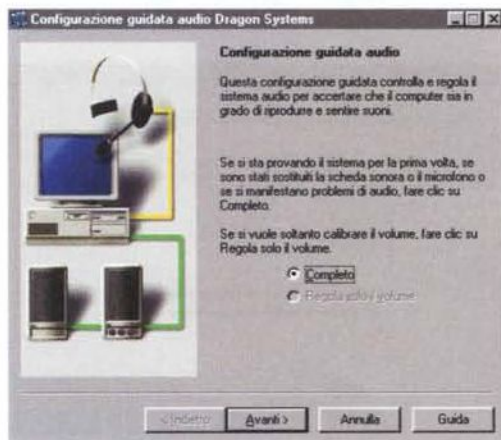 Configurazione guidata audio Dragon Systems
Configurazione guidata audio
Questa configurazione guidata controlla e regola il
sistema audio per accertare che il computer sia in
grado di riprodurre e sentire suoni.
Se si sta provando il sistema per la prima volta, se
sono stati sostituiti la scheda sonora o il microfono o
se si manifestano problemi di audio, fare clic su
Completo.
Se si vuole soltanto calibrare il volume, fare clic su
Regola solo il volume.
Completo
Regola solo il volume
< Indietro
Avanti >
Annulla
Guida